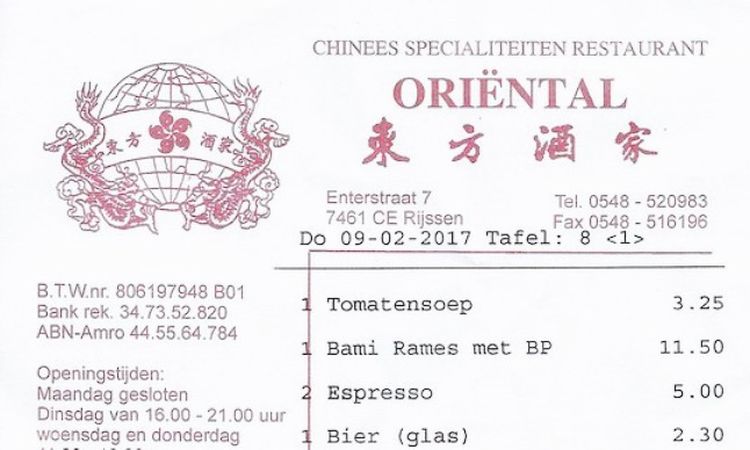 CHINEES SPECIALITEITEN RESTAURANT
ORIËNTAL
東方酒家
東方 酒家
Enterstraat 7
7461 CE Rijssen
Tel. 0548 - 520983
Fax 0548 - 516196
Do 09-02-2017 Tafel: 8 <1>
B.T.W.nr. 806197948 B01
Bank rek. 34.73.52.820
ABN-Amro 44.55.64.784
Openingstijden:
Maandag gesloten
Dinsdag van 16.00 - 21.00 uur
woensdag en donderdag
1 Tomatensoep 3.25
1 Bami Rames met BP 11.50
2 Espresso 5.00
1 Bier (glas) 2.30